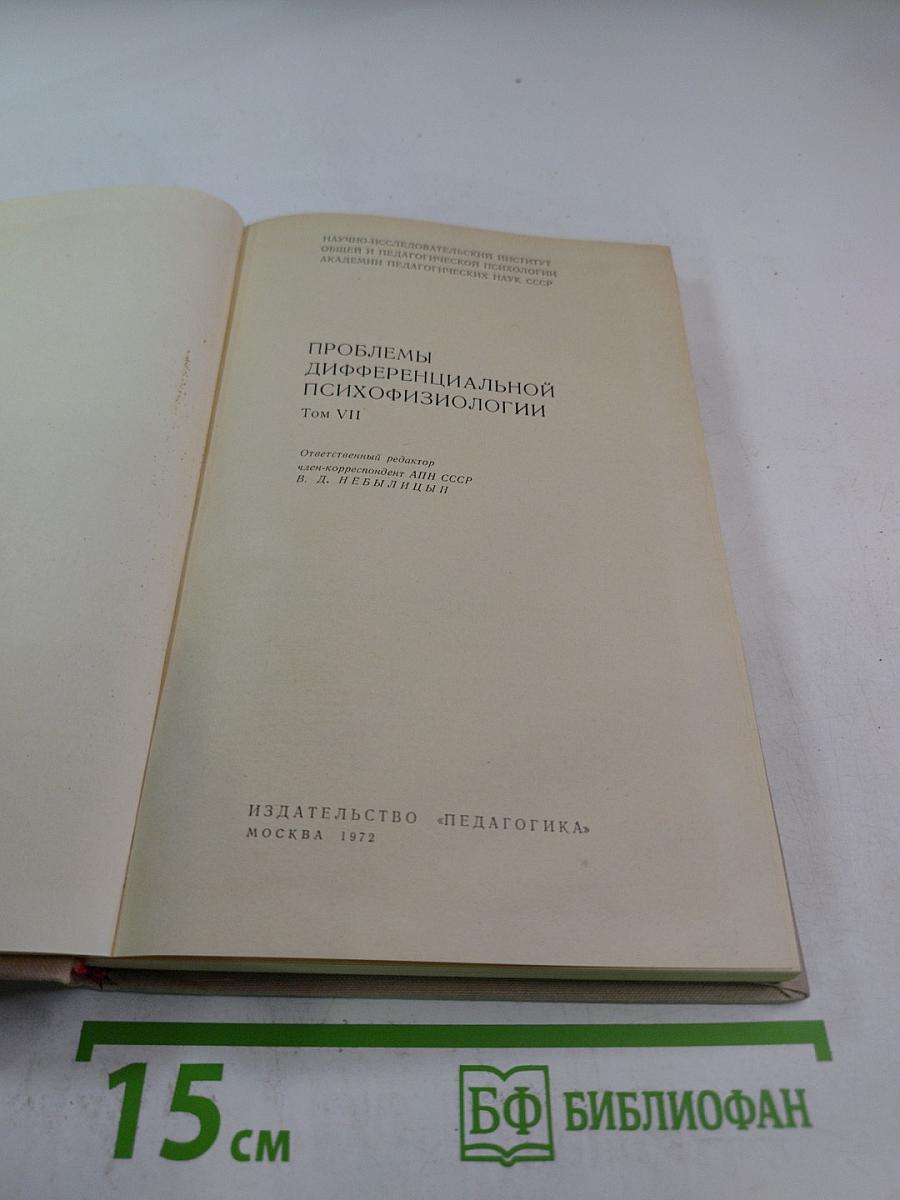 НАУЧНО-ИССЛЕДОВАТЕЛЬСКИЙ ИНСТИТУТ
ОБЩЕЙ И ПЕДАГОГИЧЕСКОЙ ПСИХОЛОГИИ
АКАДЕМИИ ПЕДАГОГИЧЕСКИХ НАУК СССР
ПРОБЛЕМЫ
ДИФФЕРЕНЦИАЛЬНОЙ
ПСИХОФИЗИОЛОГИИ
Том VII
Ответственный редактор
член-корреспондент АПН СССР
В. Д. НЕБЫЛИЦЫН
ИЗДАТЕЛЬСТВО «ПЕДАГОГИКА»
МОСКВА 1972
15 см
БФ БИБЛИОФАН